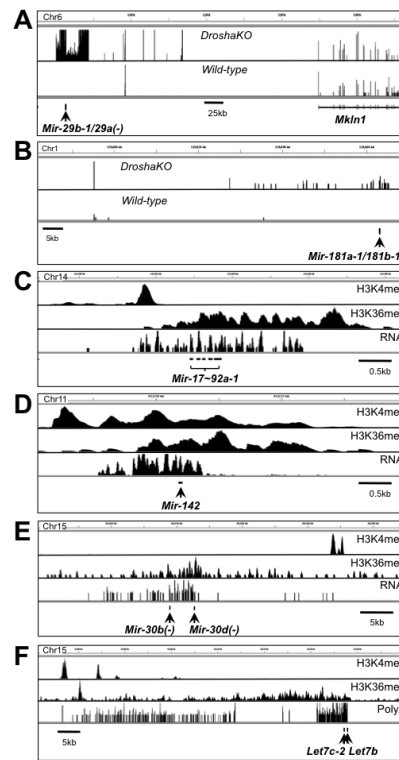 A
Chr6
DroshaKO
Wild-type
25kb
Mir-29b-1/29a(-)
Mkln1
B
Chr1
DroshaKO
Wild-type
5kb
Mir-181a-1/181b-1
C
Chr14
H3K4me
H3K36me
RNA
Mir-17~92a-1
0.5kb
D
Chr11
H3K4me
H3K36me
RNA
Mir-142
0.5kb
E
Chr15
H3K4me
H3K36me
RNA
Mir-30b(-)
Mir-30d(-)
5kb
F
Chr15
H3K4me
H3K36me
Poly
5kb
Let7c-2 Let7b